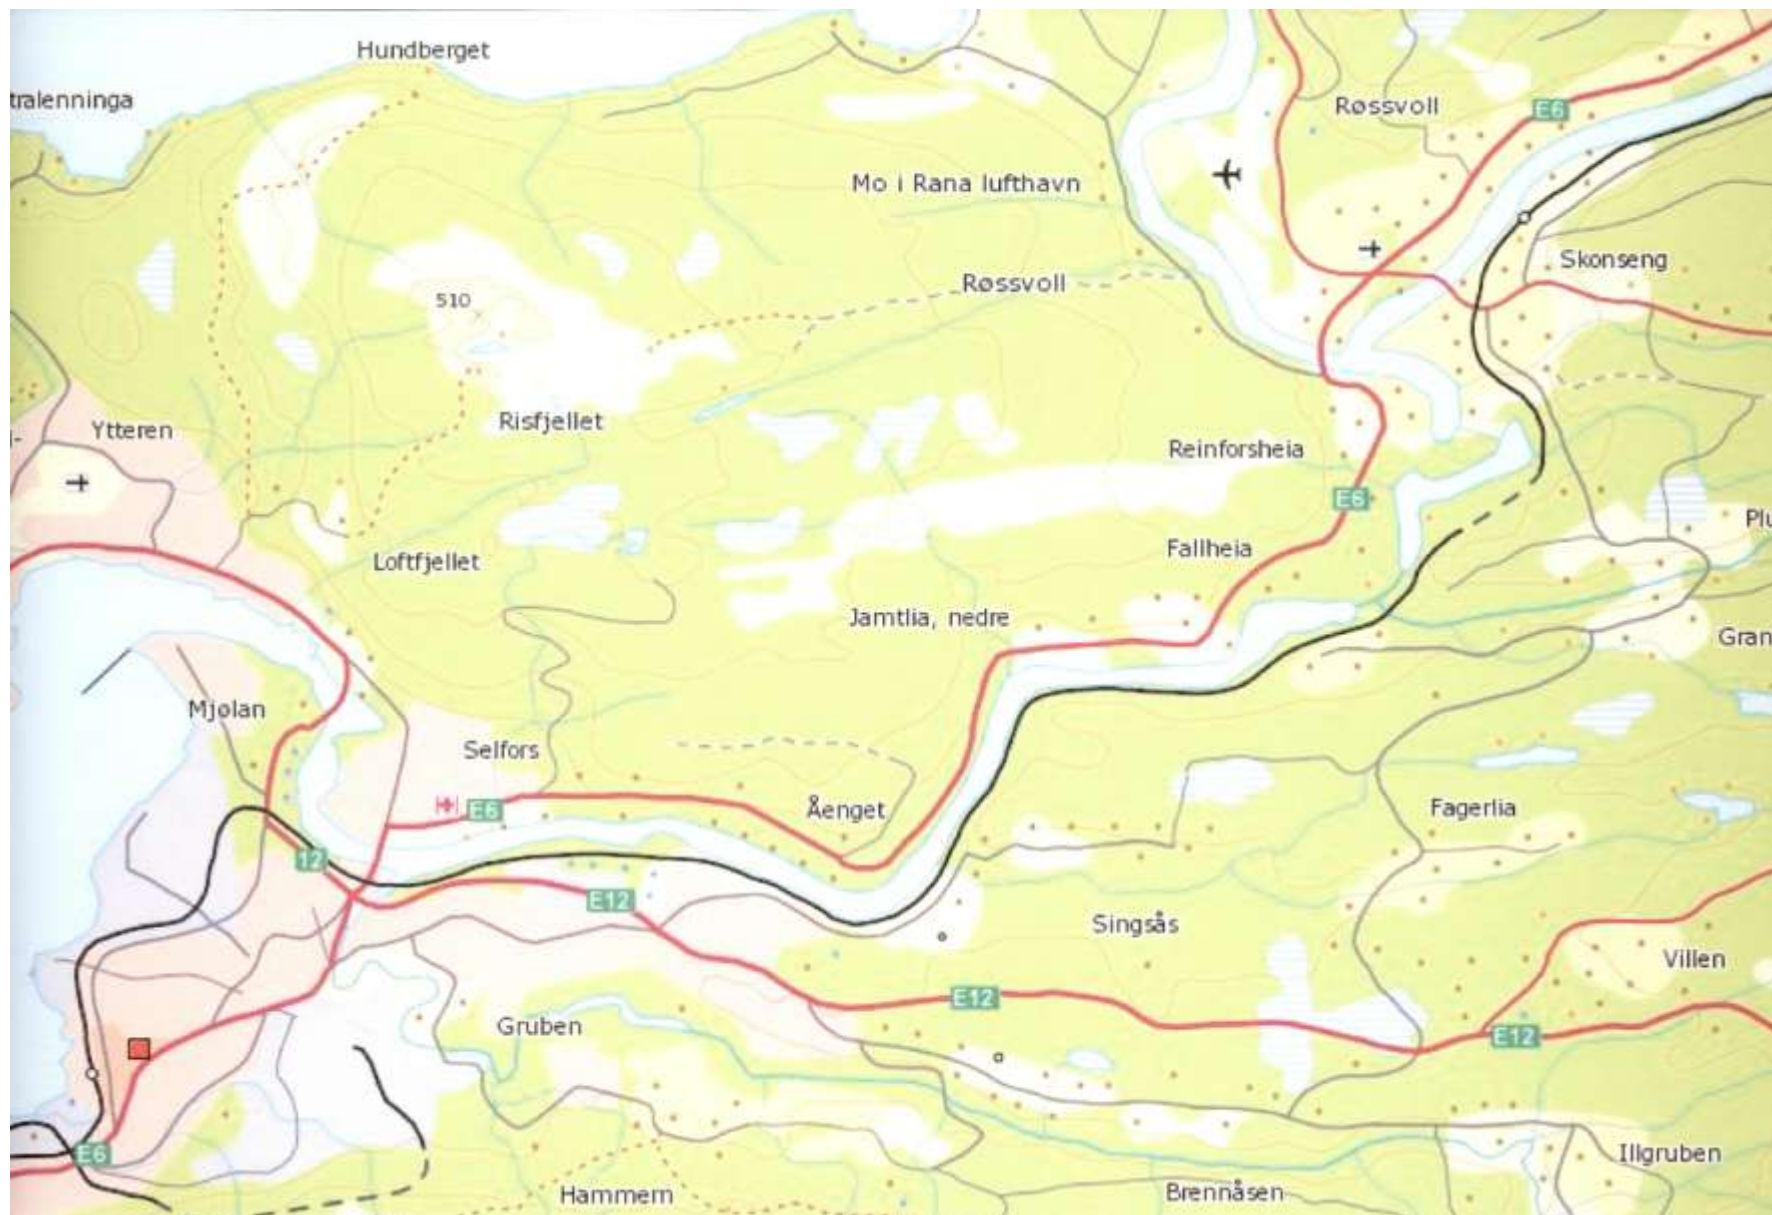 Hundberget
tralenninga
Røssvoll
E6
Mo i Rana lufthavn
Skonseng
Røssvoll
510
Risfjellet
Ytteren
Reinforsheia
E6
Loftfjellet
Fallheia
Jamtlia, nedre
Gran
Mjølan
Selfors
E6
Åenget
Fagerlia
12
E12
Singsås
Villen
E12
Gruben
E12
E6
Illgruben
Hammern
Brennåsen